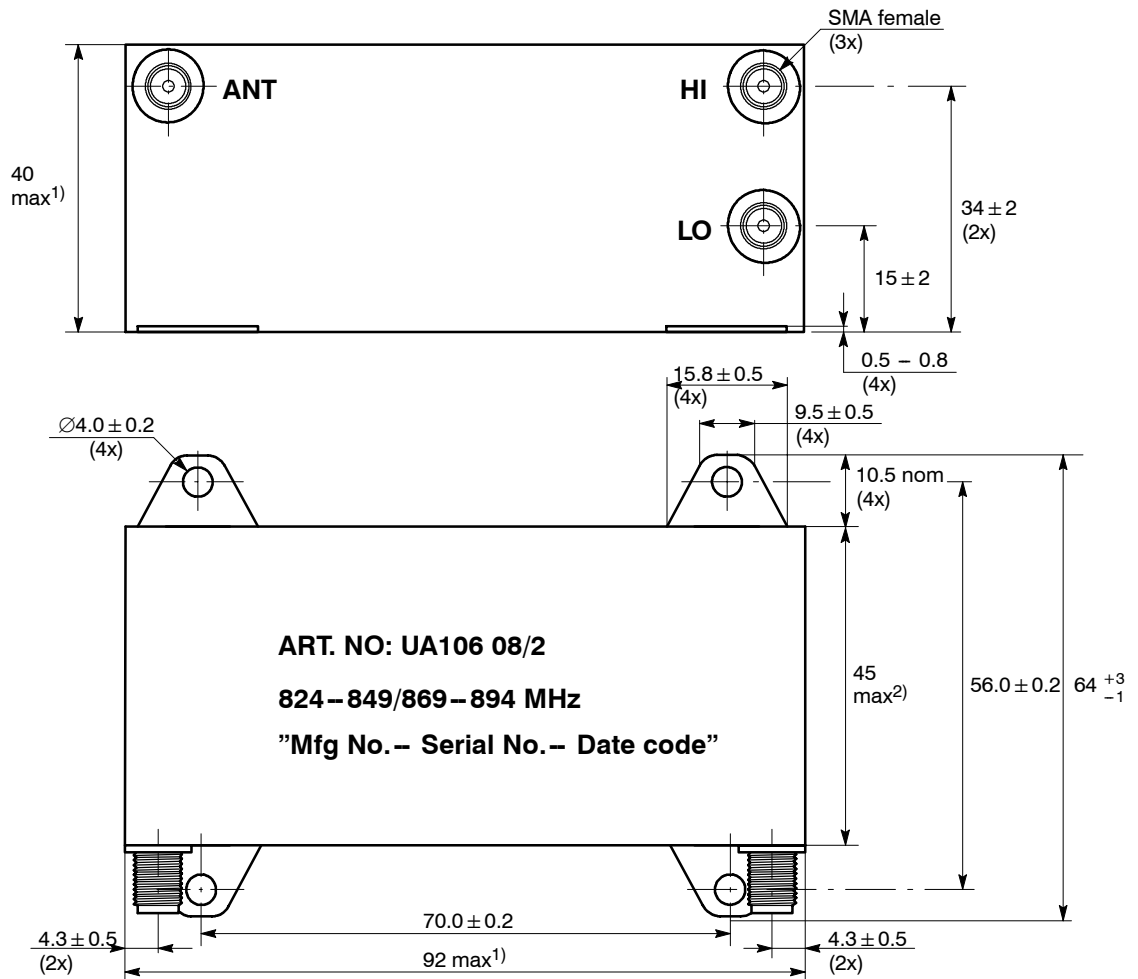 SMA female
(3x)
ANT
HI
40
max1)
LO
34 ± 2
(2x)
15 ± 2
0.5 – 0.8
(4x)
15.8 ± 0.5
(4x)
∅4.0 ± 0.2
(4x)
9.5 ± 0.5
(4x)
10.5 nom
(4x)
ART. NO: UA106 08/2
824--849/869--894 MHz
”Mfg No.-- Serial No.-- Date code”
45
max2)
56.0 ± 0.2
64 +3
–1
70.0 ± 0.2
4.3 ± 0.5
(2x)
92 max1)
4.3 ± 0.5
(2x)